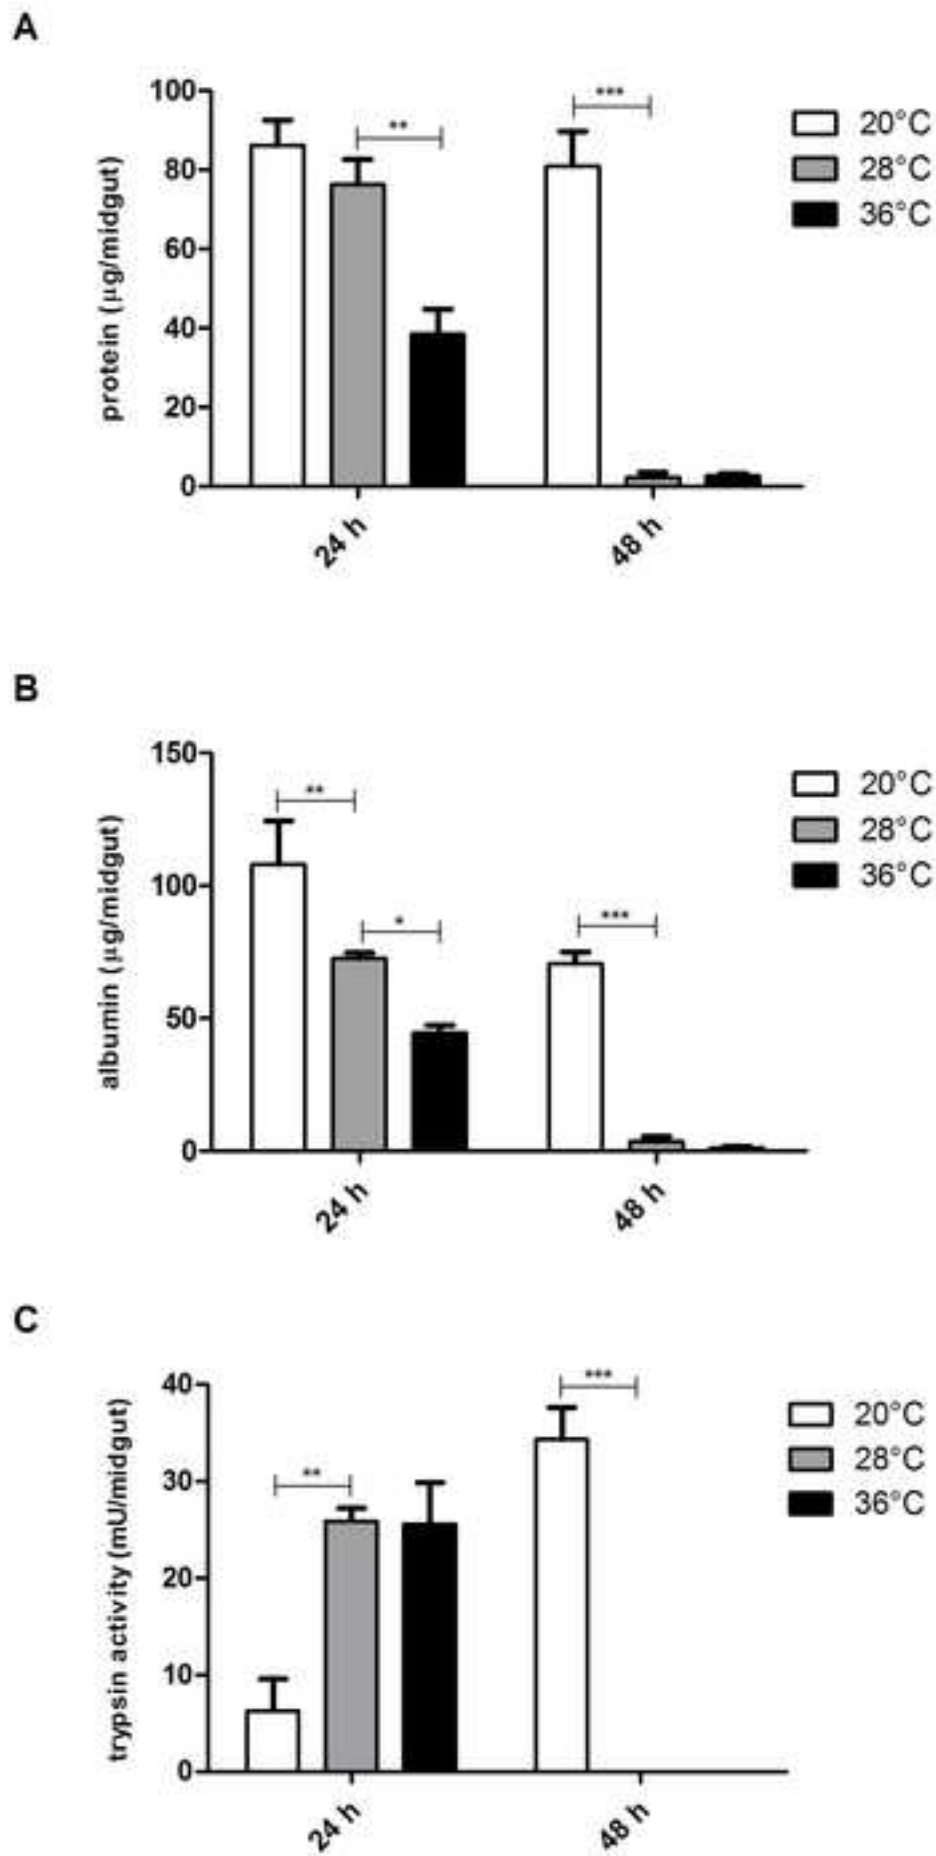 A
100
80
60
40
20
0
protein (µg/midgut)
**
***
20°C
28°C
36°C
24 h
48 h
B
150
100
50
0
albumin (µg/midgut)
**
*
***
20°C
28°C
36°C
24 h
48 h
C
40
30
20
10
0
trypsin activity (mU/midgut)
**
***
20°C
28°C
36°C
24 h
48 h